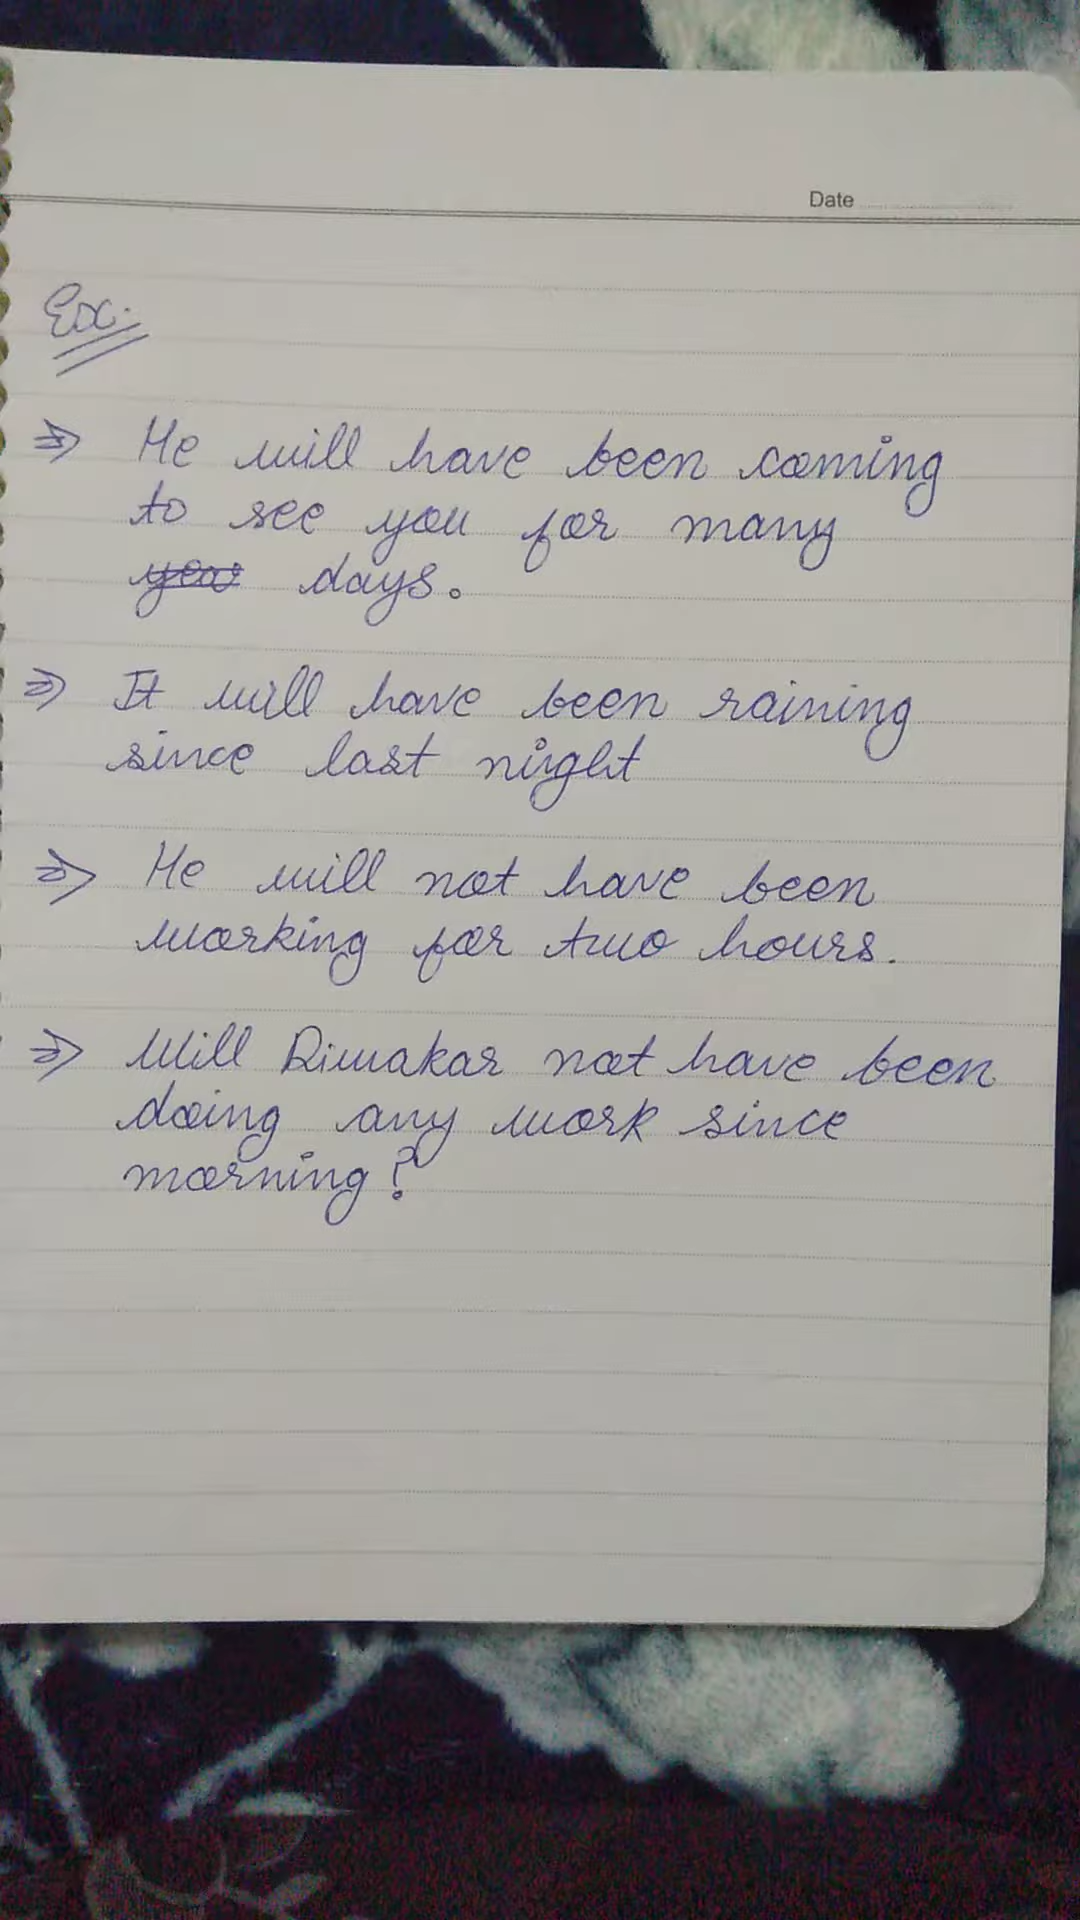 Date
Ex.
⇒ He will have been coming
to see you for many
year days.
⇒ It will have been raining
since last night
⇒ He will not have been
working for two hours.
⇒ Will Diwakar not have been
doing any work since
morning?